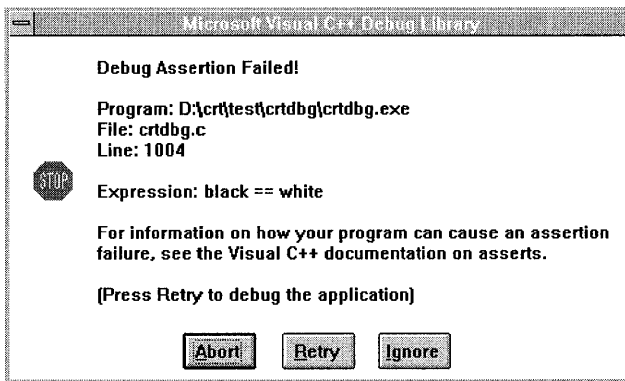 Microsoft Visual C++ Debug Library
Debug Assertion Failed!
Program: D:\crt\test\crtdbg\crtdbg.exe
File: crtdbg.c
Line: 1004
STOP
Expression: black == white
For information on how your program can cause an assertion
failure, see the Visual C++ documentation on asserts.
(Press Retry to debug the application)
Abort
Retry
Ignore